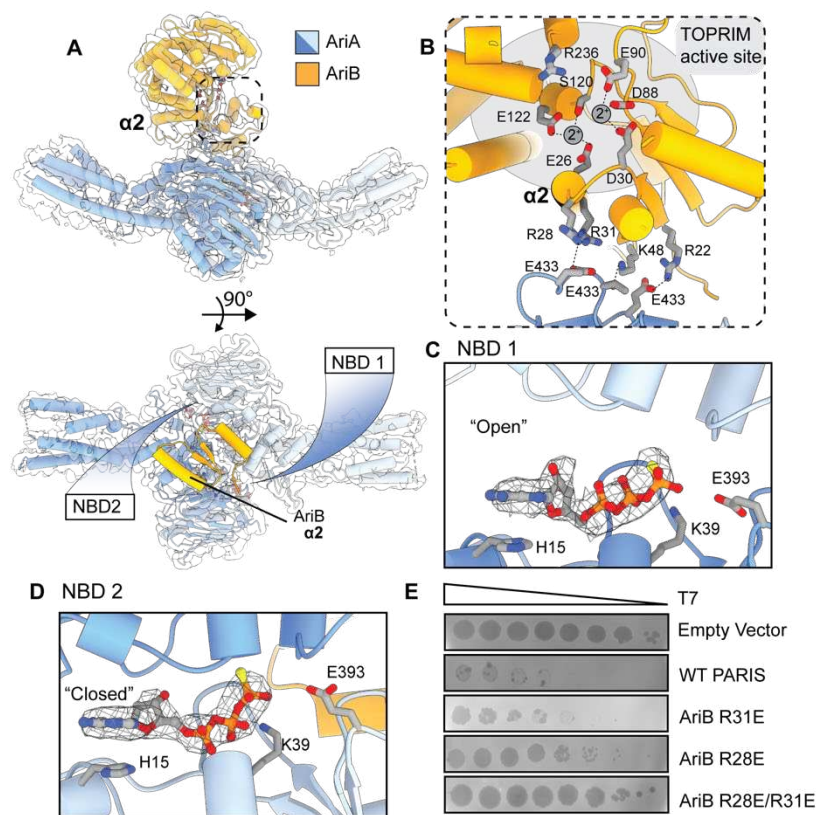 A
AriA
AriB
α2
90°
NBD 1
NBD2
AriB
α2
B
TOPRIM
active site
R236
E90
S120
D88
E122
2⁺
2⁺
E26
D30
α2
R28
R31
K48
R22
E433
E433
E433
C NBD 1
"Open"
E393
K39
H15
D NBD 2
"Closed"
E393
K39
H15
E
T7
Empty Vector
WT PARIS
AriB R31E
AriB R28E
AriB R28E/R31E